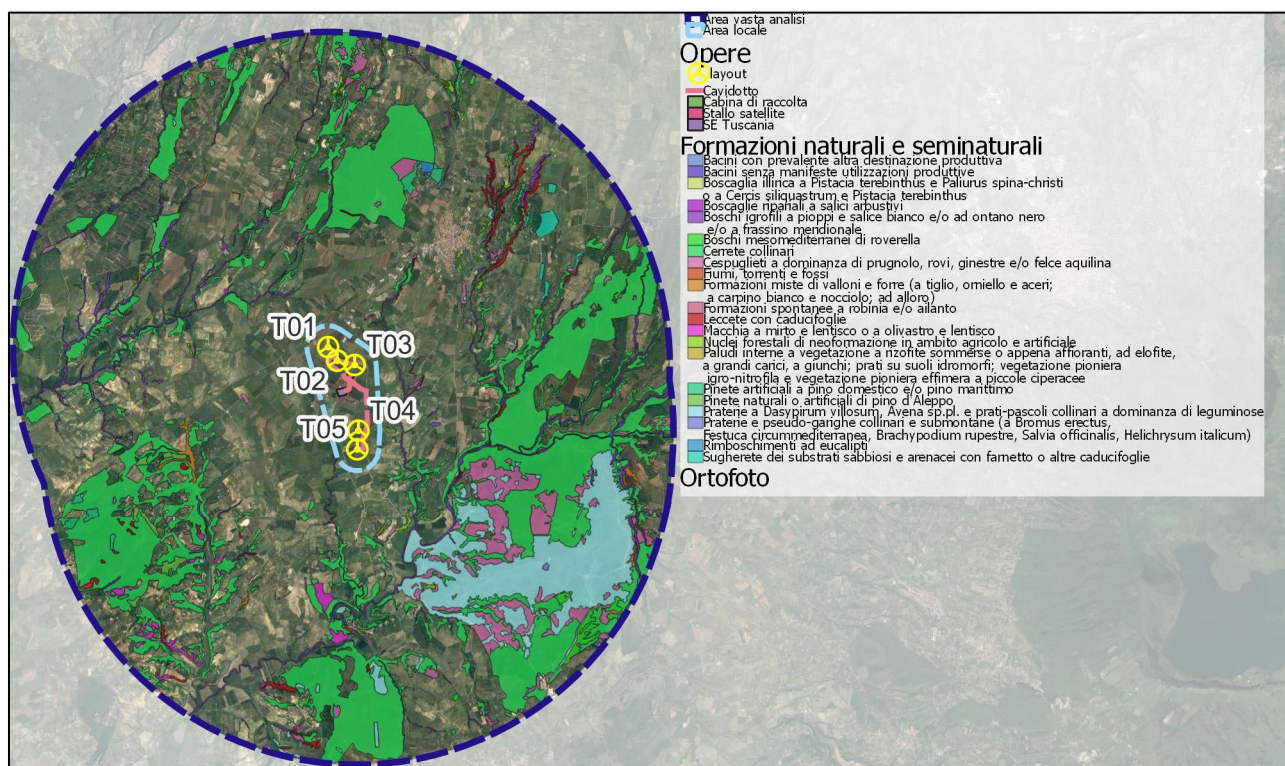 Area vasta analisi
Area locale
Opere
layout
Cavidotto
Cabina di raccolta
Stallo satellite
SE Tuscania
Formazioni naturali e seminaturali
Bacini con prevalente altra destinazione produttiva
Bacini senza manifeste utilizzazioni produttive
Boscaglia illirica a Pistacia terebinthus e Paliurus spina-christi
o a Cercis siliquastrum e Pistacia terebinthus
Boscaglie ripariali a salici arbustivi
Boschi igrofili a pioppi e salice bianco e/o ad ontano nero
e/o a frassino meridionale
Boschi mesomediterranei di roverella
Cerrete collinari
Cespuglieti a dominanza di prugnolo, rovi, ginestre e/o felce aquilina
Fiumi, torrenti e fossi
Formazioni miste di valloni e forre (a tiglio, orniello e aceri;
a carpino bianco e nocciolo; ad alloro)
Formazioni spontanee a robinia e/o ailanto
Leccete con caducifoglie
Macchia a mirto e lentisco o a olivastro e lentisco
Nuclei forestali di neoformazione in ambito agricolo e artificiale
Paludi interne a vegetazione a rizofite sommerse o appena affioranti, ad elofite,
a grandi carici, a giunchi; prati su suoli idromorfi; vegetazione pioniera
igro-nitrofila e vegetazione pioniera effimera a piccole ciperacee
Pinete artificiali a pino domestico e/o pino marittimo
Pinete naturali o artificiali di pino d'Aleppo
Praterie a Dasypirum villosum, Avena sp.pl. e prati-pascoli collinari a dominanza di leguminose
Praterie e pseudo-garighe collinari e submontane (a Bromus erectus,
Festuca circummediterranea, Brachypodium rupestre, Salvia officinalis, Helichrysum italicum)
Rimboschimenti ad eucalipti
Sugherete dei substrati sabbiosi e arenacei con farnetto o altre caducifoglie
Ortofoto
T01
T03
T02
T04
T05